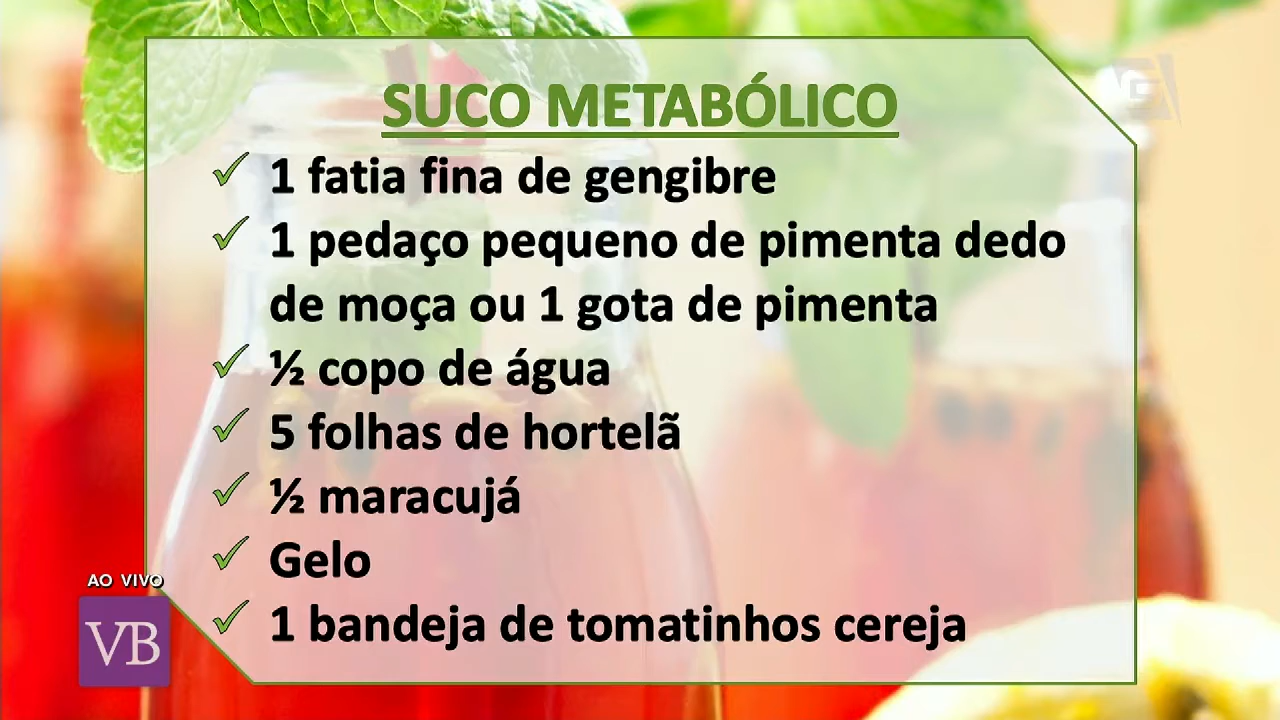 SUCO METABÓLICO
✓ 1 fatia fina de gengibre
✓ 1 pedaço pequeno de pimenta dedo
de moça ou 1 gota de pimenta
✓ ½ copo de água
✓ 5 folhas de hortelã
✓ ½ maracujá
✓ Gelo
✓ 1 bandeja de tomatinhos cereja
AO VIVO
VB